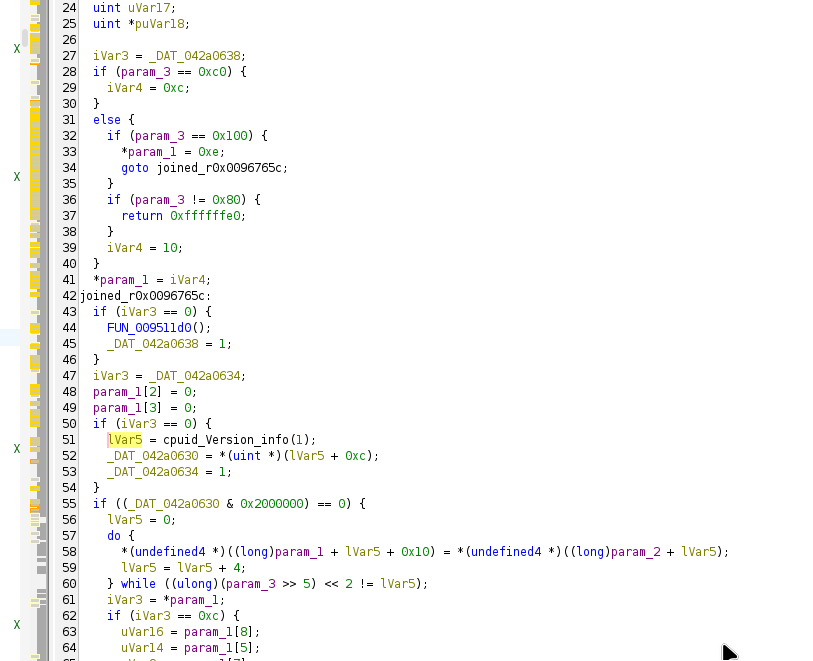 24 uint uVar17;
25 uint *puVar18;
26
27 iVar3 = _DAT_042a0638;
28 if (param_3 == 0xc0) {
29 iVar4 = 0xc;
30 }
31 else {
32 if (param_3 == 0x100) {
33 *param_1 = 0xe;
34 goto joined_r0x0096765c;
35 }
36 if (param_3 != 0x80) {
37 return 0xffffffe0;
38 }
39 iVar4 = 10;
40 }
41 *param_1 = iVar4;
42 joined_r0x0096765c:
43 if (iVar3 == 0) {
44 FUN_009511d0();
45 _DAT_042a0638 = 1;
46 }
47 iVar3 = _DAT_042a0634;
48 param_1[2] = 0;
49 param_1[3] = 0;
50 if (iVar3 == 0) {
51 lVar5 = cpuid_Version_info(1);
52 _DAT_042a0630 = *(uint *)(lVar5 + 0xc);
53 _DAT_042a0634 = 1;
54 }
55 if ((_DAT_042a0630 & 0x2000000) == 0) {
56 lVar5 = 0;
57 do {
58 *(undefined4 *)((long)param_1 + lVar5 + 0x10) = *(undefined4 *)((long)param_2 + lVar5);
59 lVar5 = lVar5 + 4;
60 } while ((ulong)(param_3 >> 5) << 2 != lVar5);
61 iVar3 = *param_1;
62 if (iVar3 == 0xc) {
63 uVar16 = param_1[8];
64 uVar14 = param_1[5];